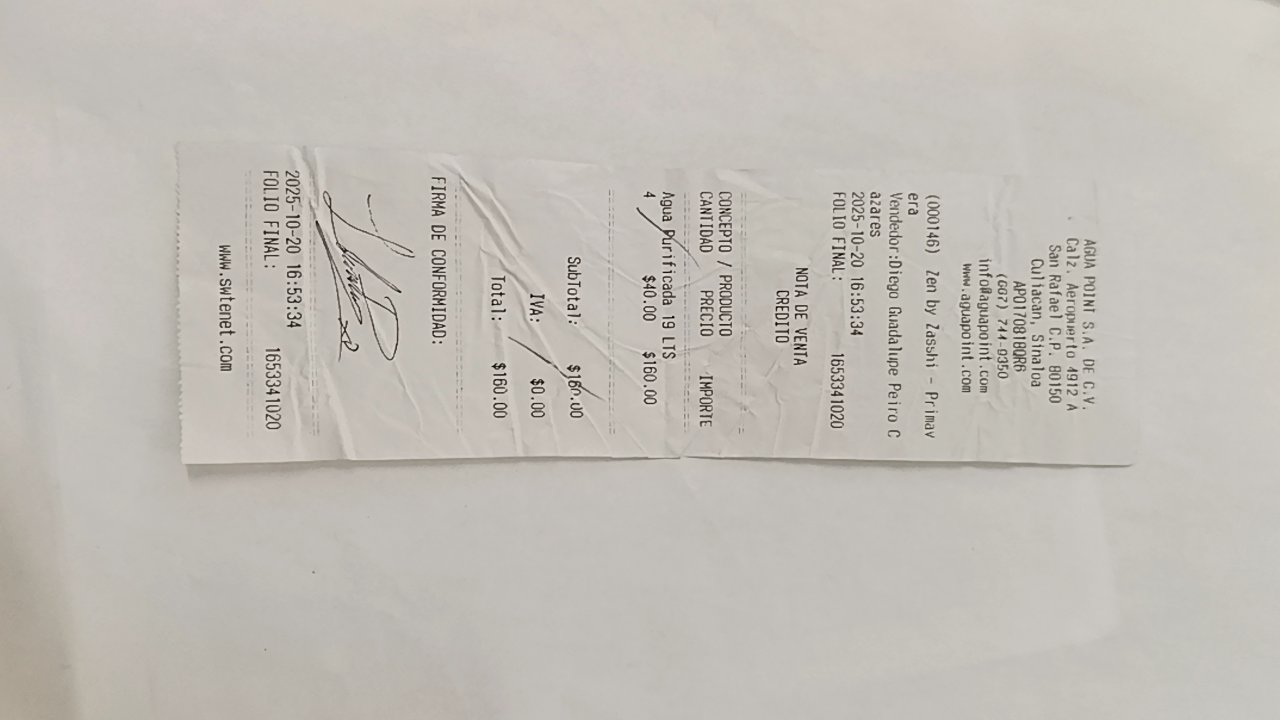 AGUA POINT S.A. DE C.V.
Calz. Aeropuerto 4912 A
San Rafael C.P. 80150
Culiacan, Sinaloa
APO170818QR6
(667) 744-9350
info@aguapoint.com
www.aguapoint.com
(000146) Zen by Zasshi - Primav
era
Vendedor:Diego Guadalupe Peiro C
azares
2025-10-20 16:53:34
FOLIO FINAL: 1653341020
NOTA DE VENTA
CREDITO
CONCEPTO / PRODUCTO
CANTIDAD PRECIO IMPORTE
Agua Purificada 19 LTS
4 $40.00 $160.00
SubTotal: $160.00
IVA: $0.00
Total: $160.00
FIRMA DE CONFORMIDAD:
2025-10-20 16:53:34
FOLIO FINAL: 1653341020
www.swtenet.com